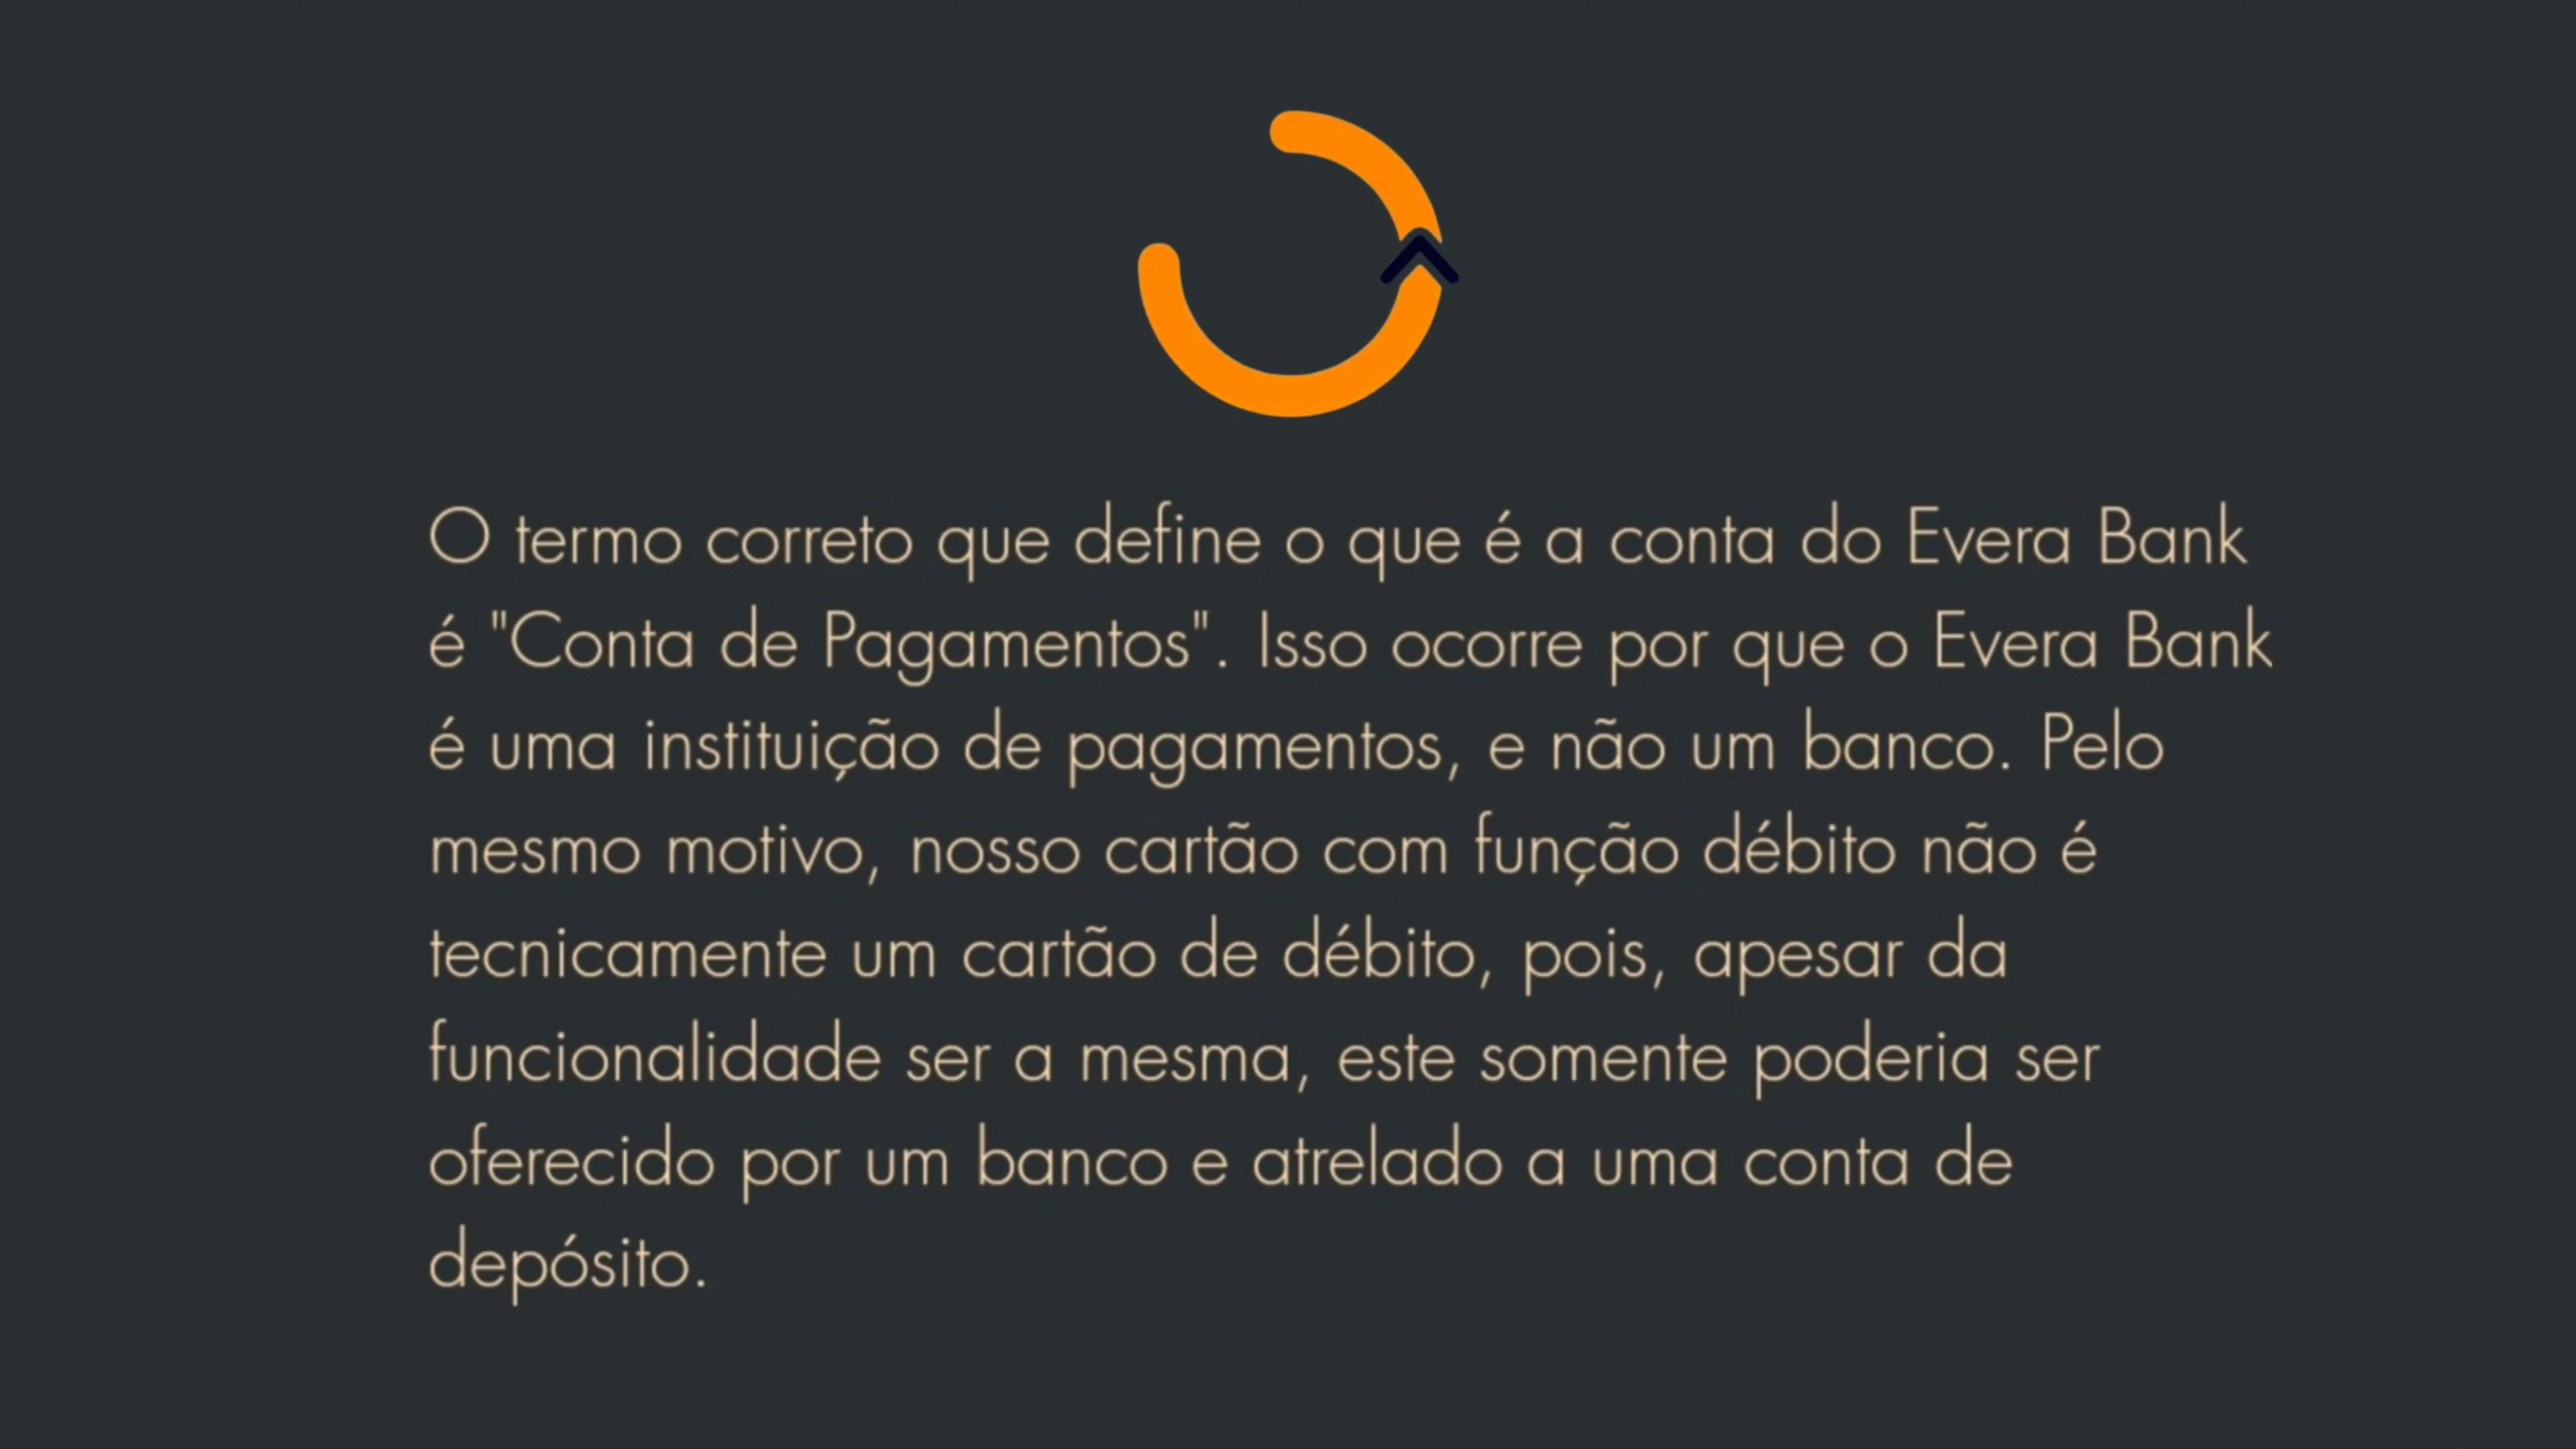 O termo correto que define o que é a conta do Evera Bank
é "Conta de Pagamentos". Isso ocorre por que o Evera Bank
é uma instituição de pagamentos, e não um banco. Pelo
mesmo motivo, nosso cartão com função débito não é
tecnicamente um cartão de débito, pois, apesar da
funcionalidade ser a mesma, este somente poderia ser
oferecido por um banco e atrelado a uma conta de
depósito.